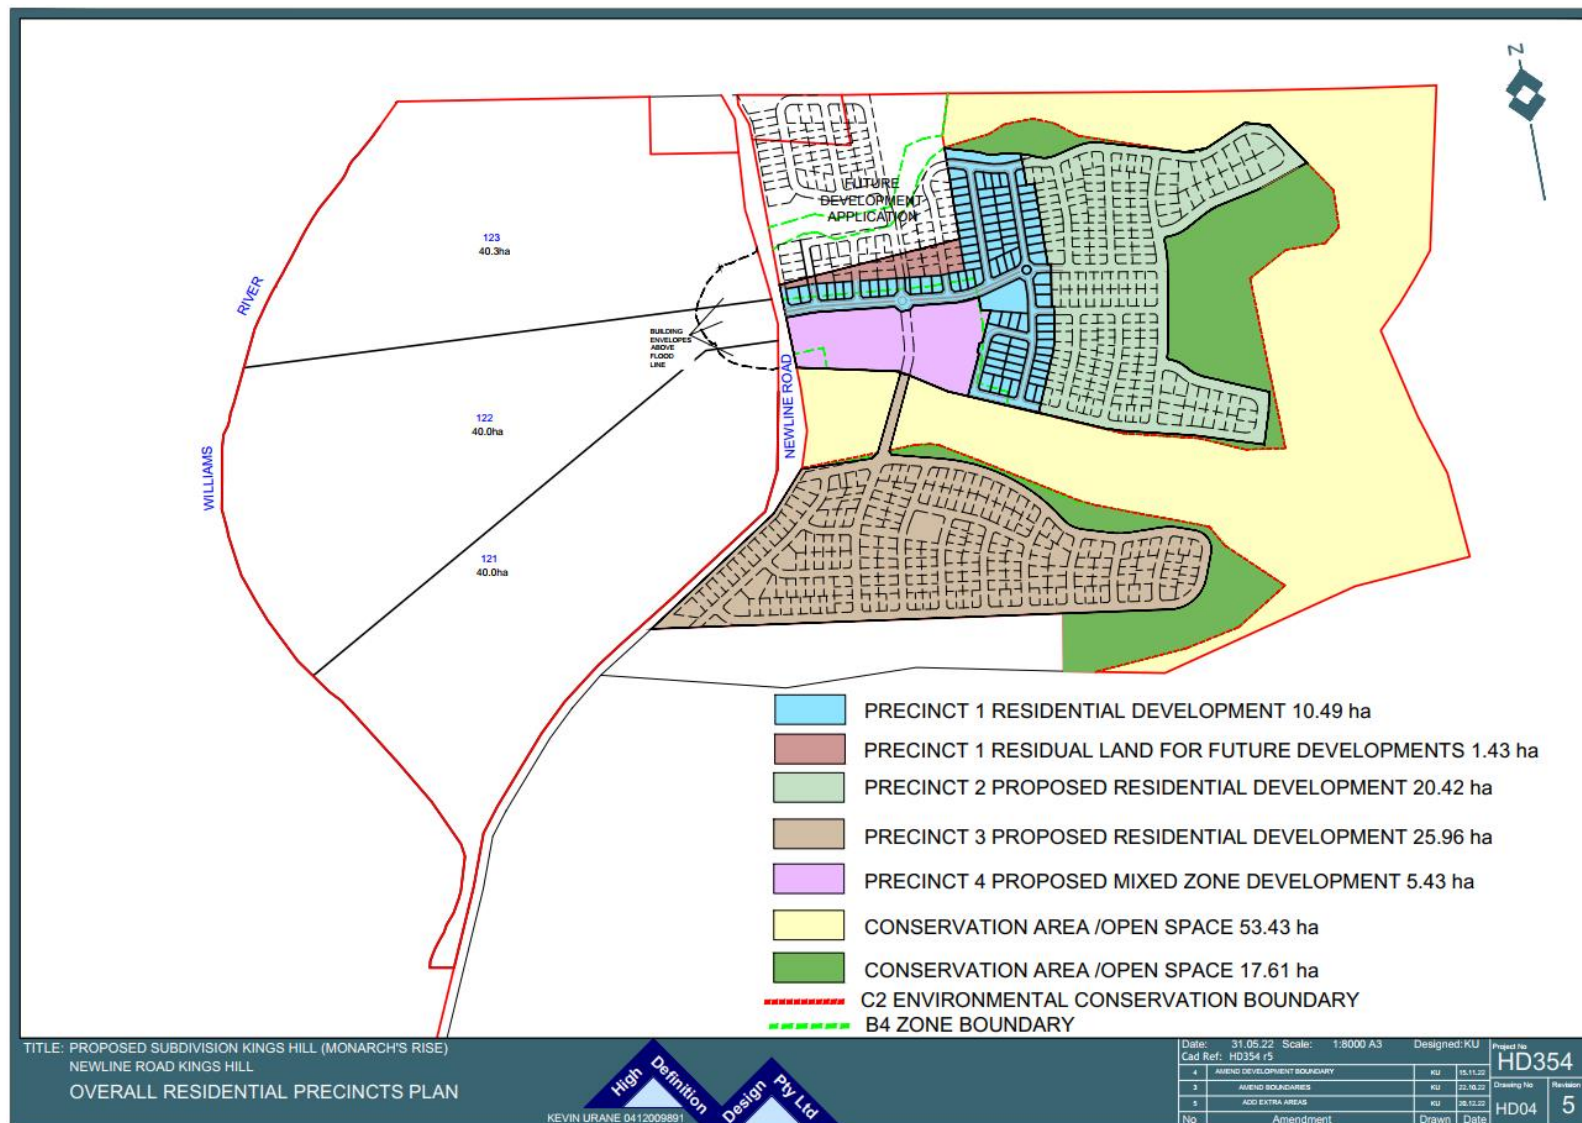 Z
FUTURE
DEVELOPMENT
APPLICATION
123
40.3ha
RIVER
BUILDING
ENVELOPES
ABOVE
FLOOD
LINE
NEWLINE ROAD
122
40.0ha
WILLIAMS
121
40.0ha
PRECINCT 1 RESIDENTIAL DEVELOPMENT 10.49 ha
PRECINCT 1 RESIDUAL LAND FOR FUTURE DEVELOPMENTS 1.43 ha
PRECINCT 2 PROPOSED RESIDENTIAL DEVELOPMENT 20.42 ha
PRECINCT 3 PROPOSED RESIDENTIAL DEVELOPMENT 25.96 ha
PRECINCT 4 PROPOSED MIXED ZONE DEVELOPMENT 5.43 ha
CONSERVATION AREA /OPEN SPACE 53.43 ha
CONSERVATION AREA /OPEN SPACE 17.61 ha
C2 ENVIRONMENTAL CONSERVATION BOUNDARY
B4 ZONE BOUNDARY
TITLE: PROPOSED SUBDIVISION KINGS HILL (MONARCH'S RISE)
NEWLINE ROAD KINGS HILL
OVERALL RESIDENTIAL PRECINCTS PLAN
High Definition Design Pty Ltd
KEVIN URANE 0412009891
Date: 31.05.22 Scale: 1:8000 A3 Designed:KU
Cad Ref: HD354 r5
4 AMEND DEVELOPMENT BOUNDARY KU 15.11.22
3 AMEND BOUNDARIES KU 22.16.22
5 ADD EXTRA AREAS KU
No Amendment Drawn Date
Project No
HD354
Drawing No
HD04
Revision
5